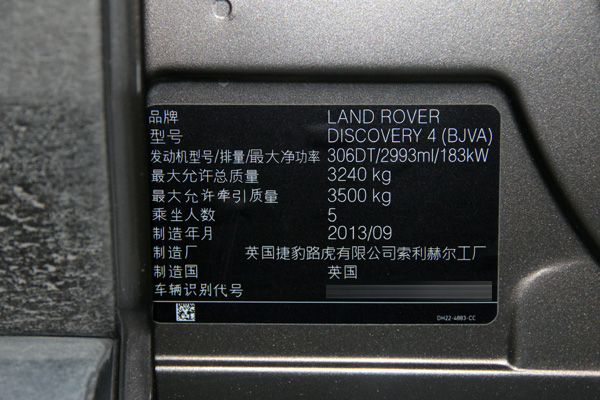 品牌 LAND ROVER
型号 DISCOVERY 4 (BJVA)
发动机型号/排量/最大净功率 306DT/2993ml/183kW
最大允许总质量 3240 kg
最大允许牵引质量 3500 kg
乘坐人数 5
制造年月 2013/09
制造厂 英国捷豹路虎有限公司索利赫尔工厂
制造国 英国
车辆识别代号
DH22-4883-CC